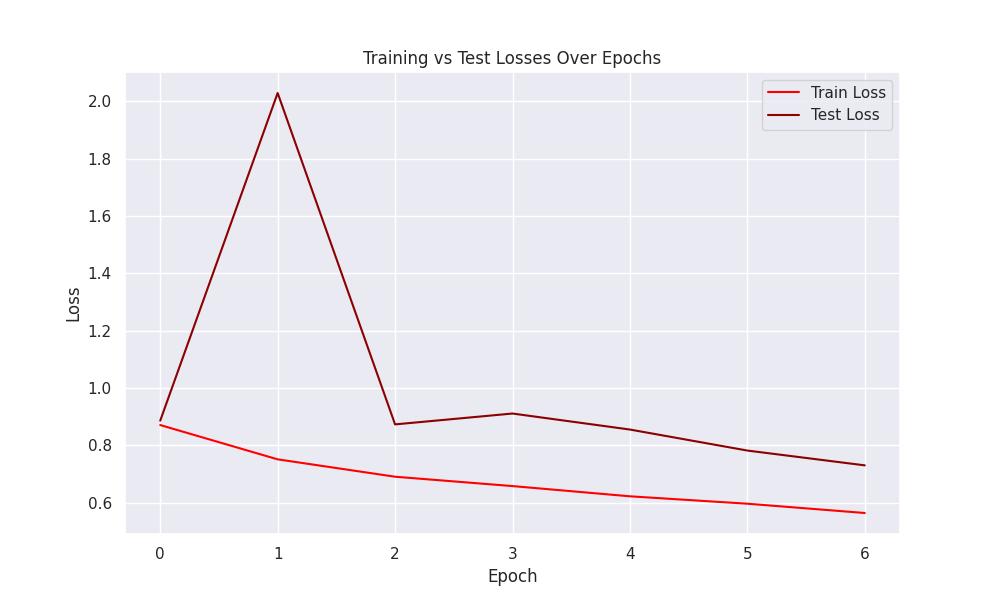 Training vs Test Losses Over Epochs
Train Loss
Test Loss
2.0
1.8
1.6
1.4
1.2
1.0
0.8
0.6
Loss
0 1 2 3 4 5 6
Epoch